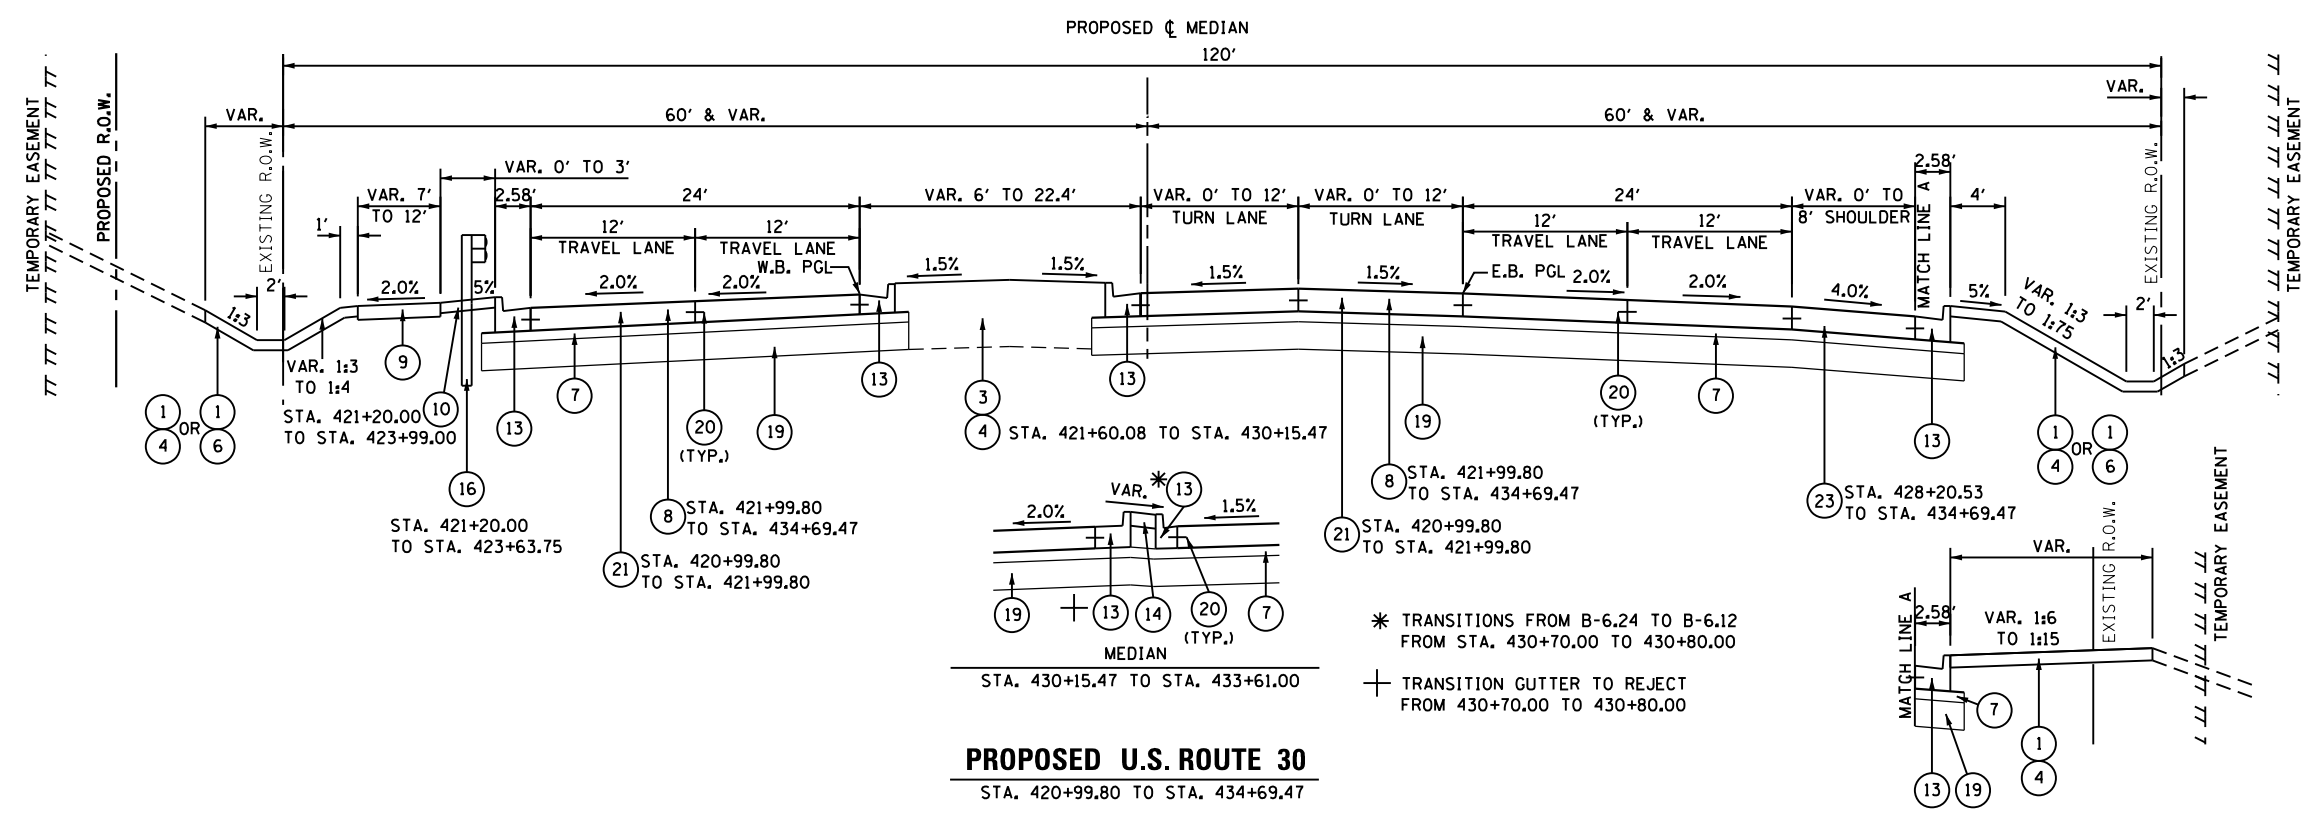 PROPOSED ℄ MEDIAN
120'
VAR.
60' & VAR.
60' & VAR.
VAR.
TEMPORARY EASEMENT
PROPOSED R.O.W.
EXISTING R.O.W.
VAR. 0' TO 3'
VAR. 7'
TO 12'
2.58'
24'
VAR. 6' TO 22.4'
VAR. 0' TO 12'
TURN LANE
VAR. 0' TO 12'
TURN LANE
24'
VAR. 0' TO
8' SHOULDER
2.58'
MATCH LINE A
4'
EXISTING R.O.W.
TEMPORARY EASEMENT
1'
12'
TRAVEL LANE
12'
TRAVEL LANE
W.B. PGL
12'
TRAVEL LANE
12'
TRAVEL LANE
E.B. PGL
2'
1:3
2.0%
5%
2.0%
2.0%
1.5%
1.5%
1.5%
1.5%
2.0%
2.0%
4.0%
5%
VAR. 1:3
TO 1:75
2'
1:3
VAR. 1:3
TO 1:4
9
10
13
7
20
(TYP.)
19
13
3
4
STA. 421+60.08 TO STA. 430+15.47
13
19
20
(TYP.)
7
13
1
4
OR
1
6
STA. 421+20.00
TO STA. 423+99.00
1
4
OR
1
6
16
STA. 421+20.00
TO STA. 423+63.75
8
STA. 421+99.80
TO STA. 434+69.47
21
STA. 420+99.80
TO STA. 421+99.80
8
STA. 421+99.80
TO STA. 434+69.47
21
STA. 420+99.80
TO STA. 421+99.80
23
STA. 428+20.53
TO STA. 434+69.47
VAR.
*
13
2.0%
1.5%
19
13
14
20
(TYP.)
7
MEDIAN
STA. 430+15.47 TO STA. 433+61.00
* TRANSITIONS FROM B-6.24 TO B-6.12
FROM STA. 430+70.00 TO 430+80.00
+ TRANSITION GUTTER TO REJECT
FROM 430+70.00 TO 430+80.00
VAR.
MATCH LINE A
2.58'
VAR. 1:6
TO 1:15
EXISTING R.O.W.
TEMPORARY EASEMENT
7
1
4
13
19
PROPOSED U.S. ROUTE 30
STA. 420+99.80 TO STA. 434+69.47